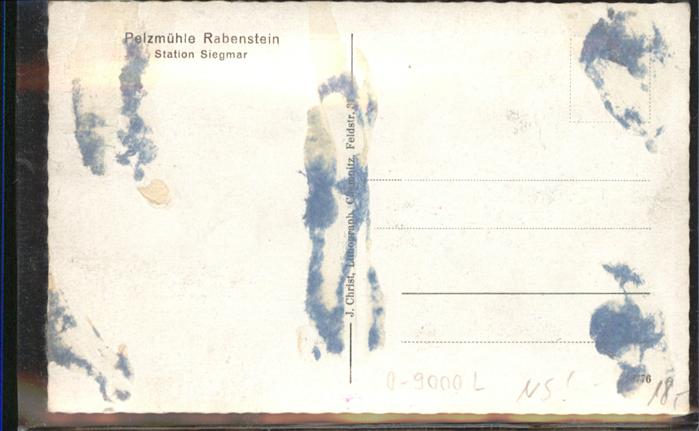 Pelzmühle Rabenstein
Station Siegmar
J. Christ, Lithograph, Chemnitz, Feldstr.
0-9000 L
NS!
18,-